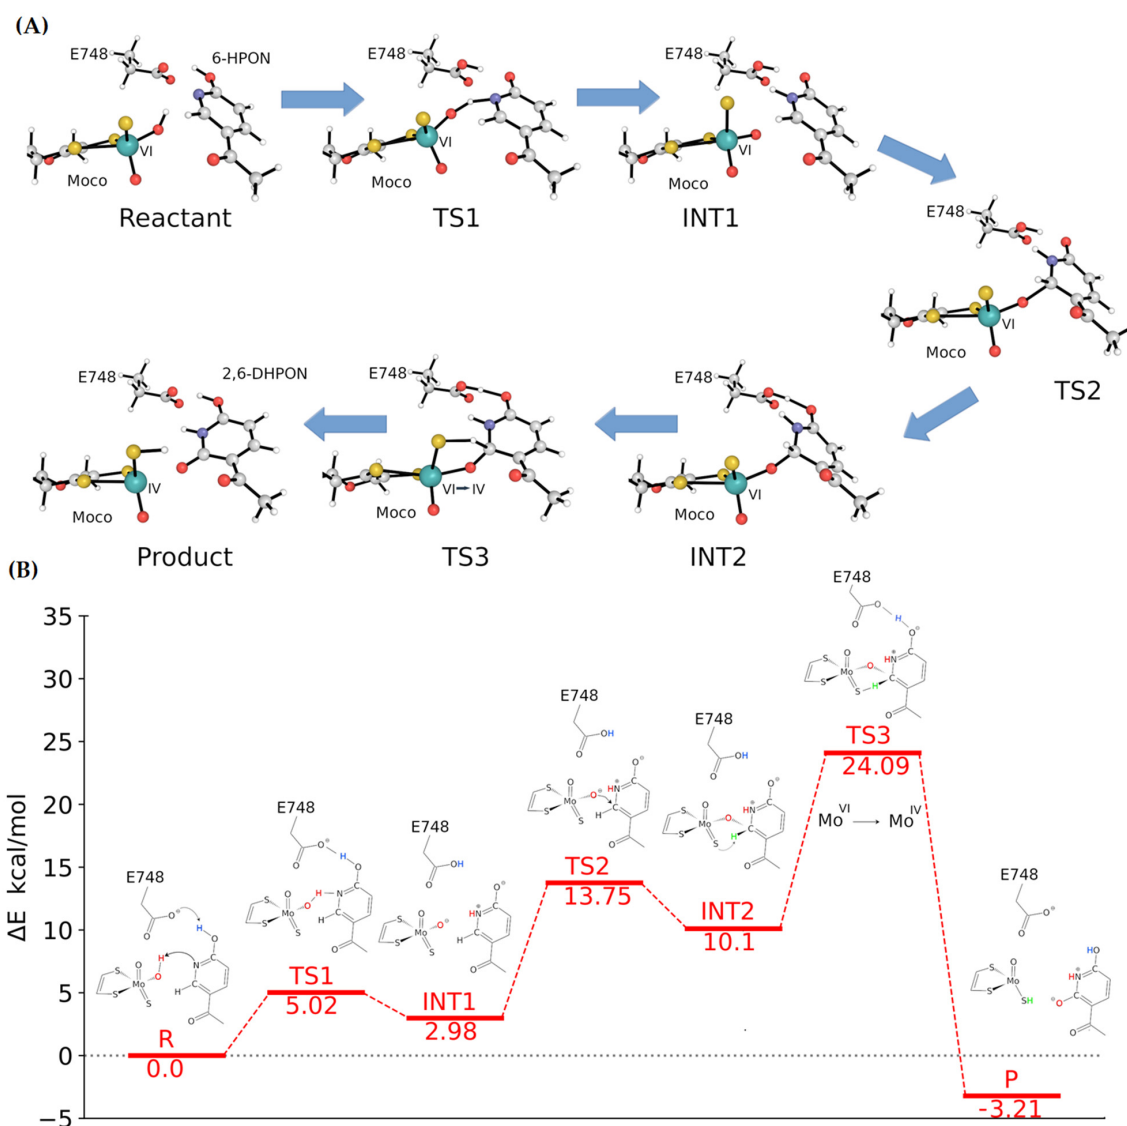 (A)
E748
6-HPON
VI
Moco
Reactant
E748
VI
Moco
TS1
E748
VI
Moco
INT1
E748
VI
Moco
TS2
E748
2,6-DHPON
IV
Moco
Product
E748
VI→IV
Moco
TS3
E748
VI
Moco
INT2
(B)
ΔE kcal/mol
35
30
25
20
15
10
5
0
−5
E748
R
0.0
E748
TS1
5.02
E748
INT1
2.98
E748
TS2
13.75
E748
INT2
10.1
E748
TS3
24.09
Mo VI → Mo IV
E748
P
-3.21